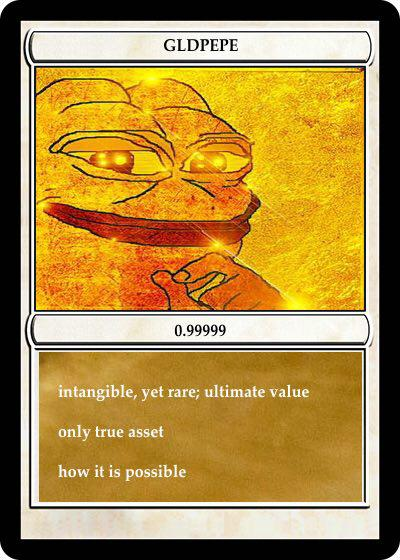 GLDPEPE
0.99999
intangible, yet rare; ultimate value
only true asset
how it is possible